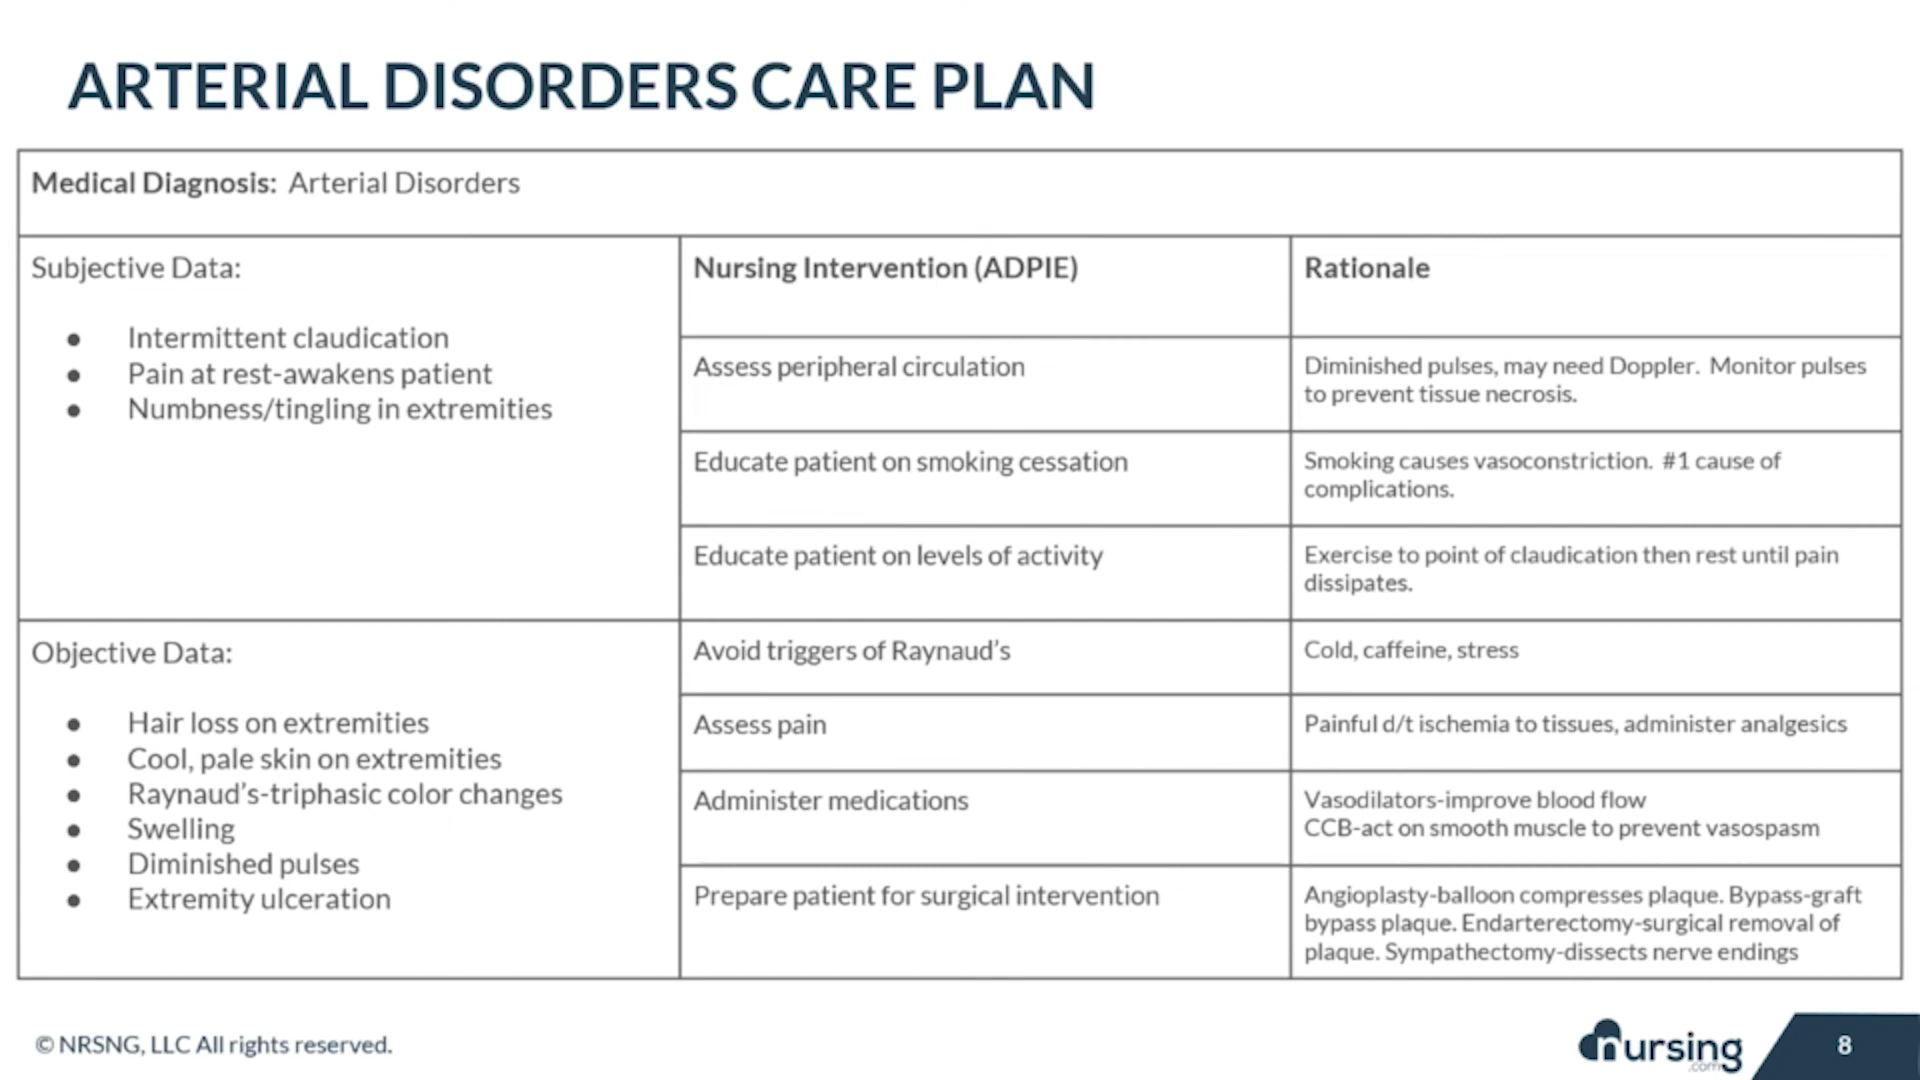 ARTERIAL DISORDERS CARE PLAN
Medical Diagnosis: Arterial Disorders
Subjective Data:
● Intermittent claudication
● Pain at rest-awakens patient
● Numbness/tingling in extremities
Objective Data:
● Hair loss on extremities
● Cool, pale skin on extremities
● Raynaud's-triphasic color changes
● Swelling
● Diminished pulses
● Extremity ulceration
Nursing Intervention (ADPIE)
Rationale
Assess peripheral circulation
Diminished pulses, may need Doppler. Monitor pulses
to prevent tissue necrosis.
Educate patient on smoking cessation
Smoking causes vasoconstriction. #1 cause of
complications.
Educate patient on levels of activity
Exercise to point of claudication then rest until pain
dissipates.
Avoid triggers of Raynaud's
Cold, caffeine, stress
Assess pain
Painful d/t ischemia to tissues, administer analgesics
Administer medications
Vasodilators-improve blood flow
CCB-act on smooth muscle to prevent vasospasm
Prepare patient for surgical intervention
Angioplasty-balloon compresses plaque. Bypass-graft
bypass plaque. Endarterectomy-surgical removal of
plaque. Sympathectomy-dissects nerve endings
© NRSNG, LLC All rights reserved.
nursing
.com
8